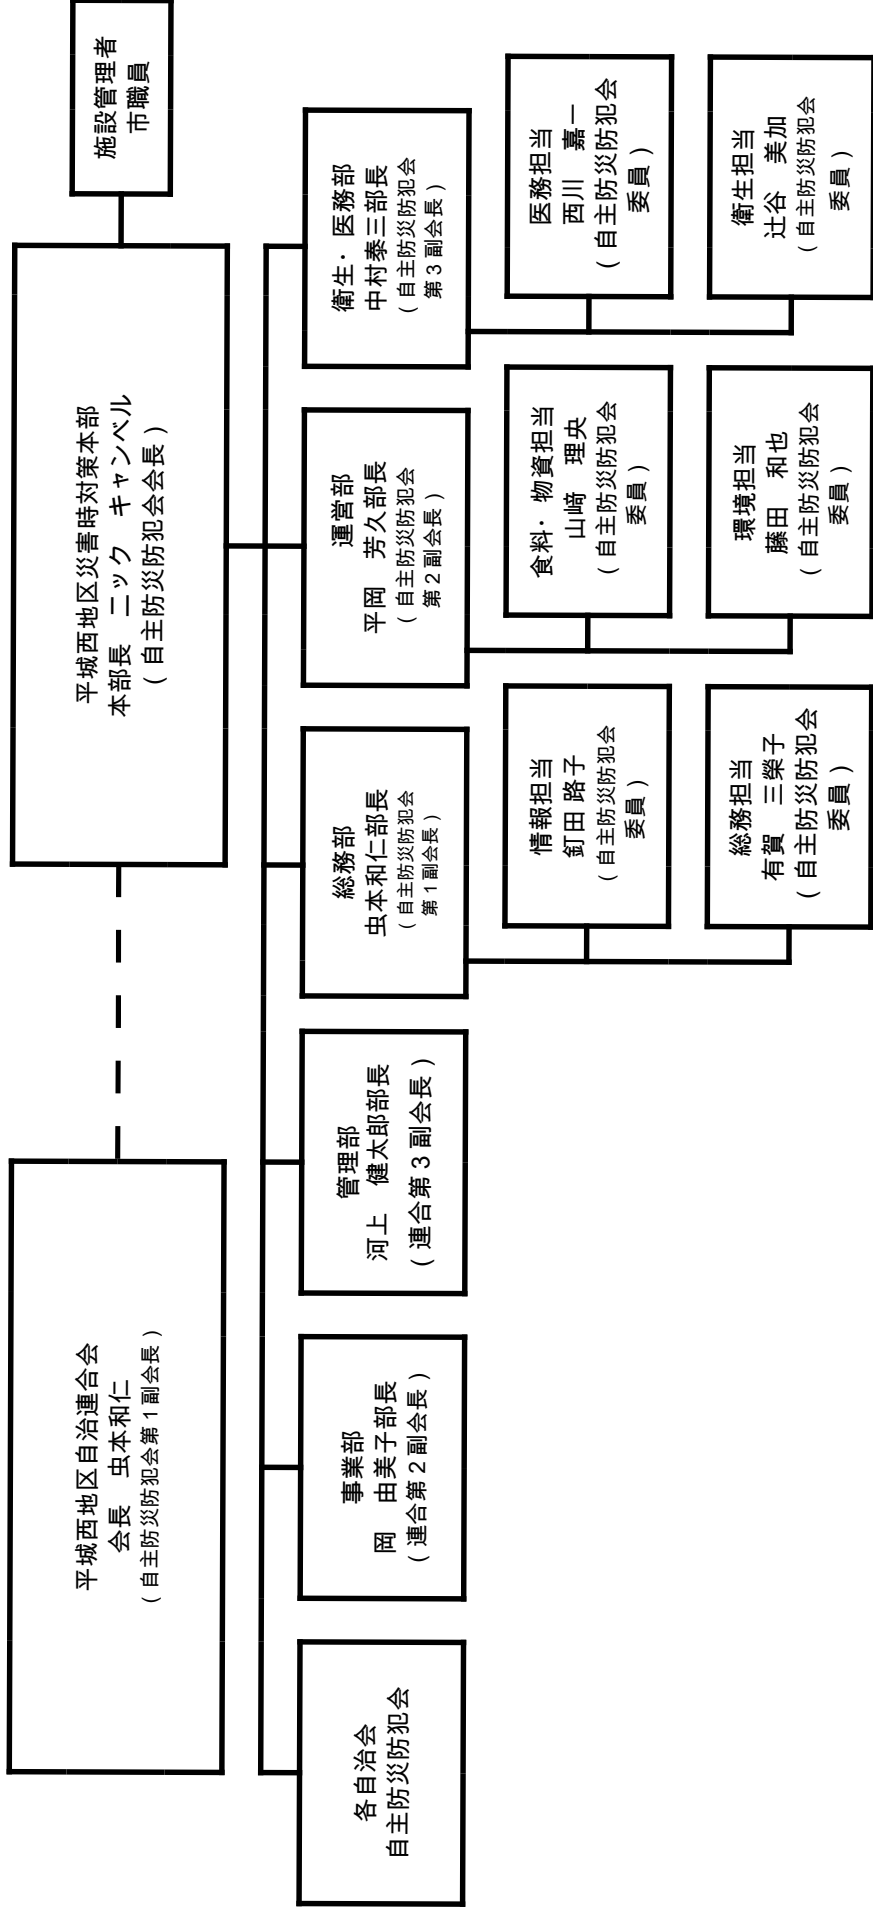 平城西地区自治連合会
会長　虫本和仁
（自主防災防犯会第１副会長）
平城西地区災害時対策本部
本部長　ニック　キャンベル
（自主防災防犯会会長）
施設管理者
市職員
各自治会
自主防災防犯会
事業部
岡　由美子部長
（連合第２副会長）
管理部
河上　健太郎部長
（連合第３副会長）
総務部
虫本和仁部長
（自主防災防犯会
第１副会長）
運営部
平岡　芳久部長
（自主防災防犯会
第２副会長）
衛生・医務部
中村泰三部長
（自主防災防犯会
第３副会長）
情報担当
釘田 路子
（自主防災防犯会
委員）
食料・物資担当
山﨑　理央
（自主防災防犯会
委員）
医務担当
西川　嘉一
（自主防災防犯会
委員）
総務担当
有賀　三榮子
（自主防災防犯会
委員）
環境担当
藤田　和也
（自主防災防犯会
委員）
衛生担当
辻谷　美加
（自主防災防犯会
委員）